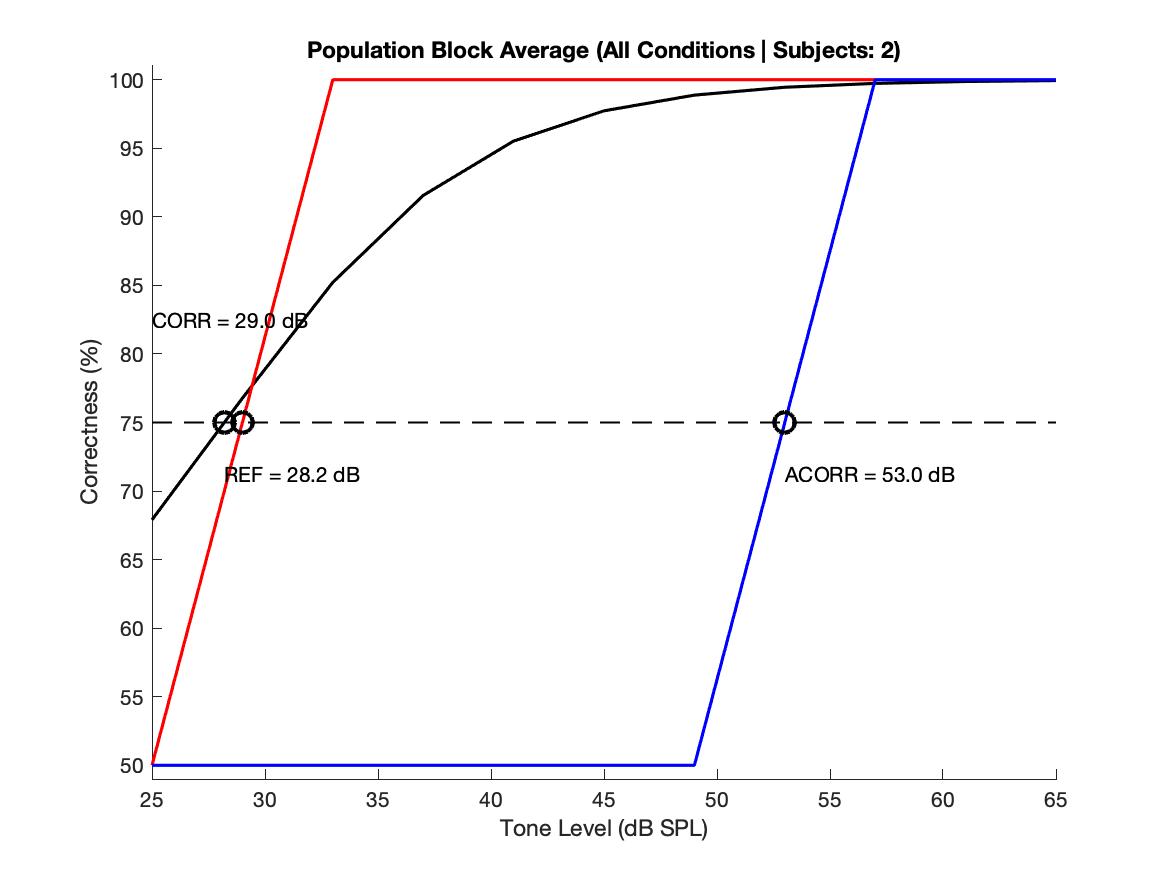 Population Block Average (All Conditions | Subjects: 2)
100
95
90
85
80
75
70
65
60
55
50
Correctness (%)
CORR = 29.0 dB
REF = 28.2 dB
ACORR = 53.0 dB
25 30 35 40 45 50 55 60 65
Tone Level (dB SPL)